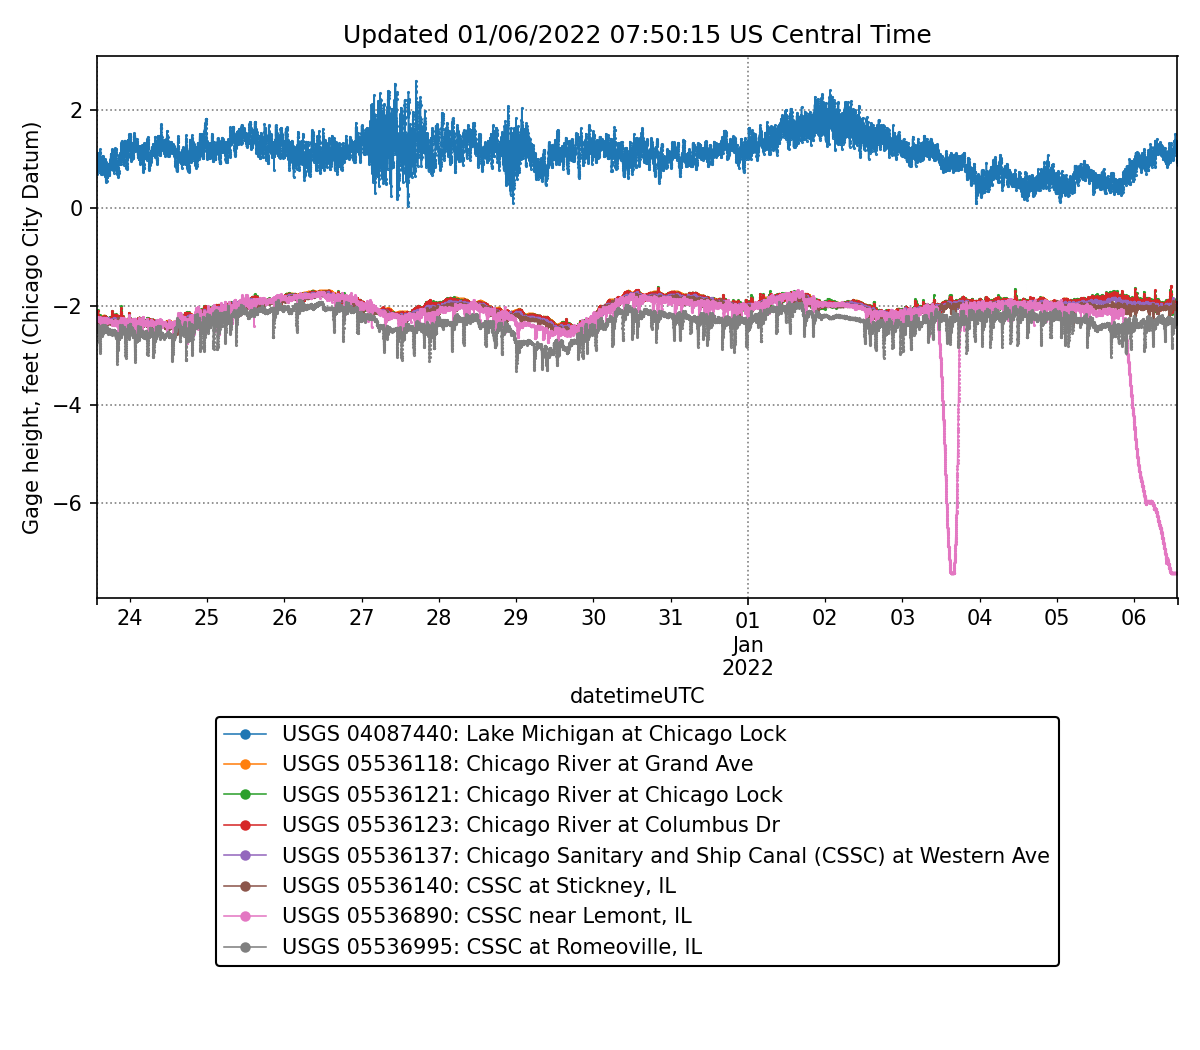 Updated 01/06/2022 07:50:15 US Central Time
Gage height, feet (Chicago City Datum)
2
0
−2
−4
−6
24 25 26 27 28 29 30 31 01 02 03 04 05 06
Jan
2022
datetimeUTC
USGS 04087440: Lake Michigan at Chicago Lock
USGS 05536118: Chicago River at Grand Ave
USGS 05536121: Chicago River at Chicago Lock
USGS 05536123: Chicago River at Columbus Dr
USGS 05536137: Chicago Sanitary and Ship Canal (CSSC) at Western Ave
USGS 05536140: CSSC at Stickney, IL
USGS 05536890: CSSC near Lemont, IL
USGS 05536995: CSSC at Romeoville, IL